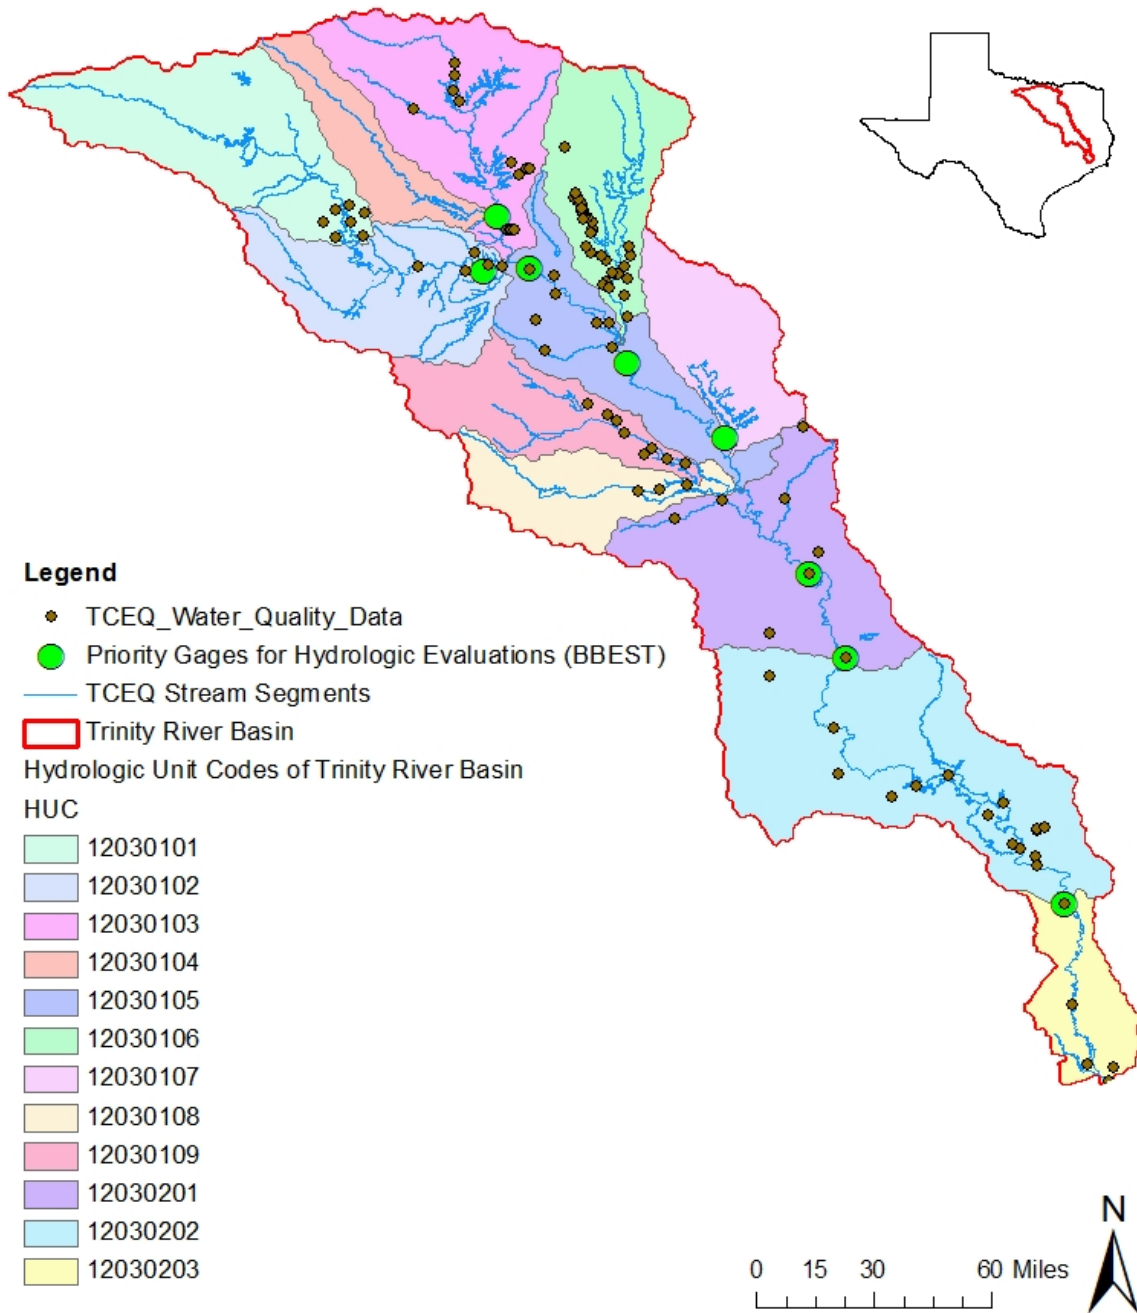 Legend
TCEQ_Water_Quality_Data
Priority Gages for Hydrologic Evaluations (BBEST)
TCEQ Stream Segments
Trinity River Basin
Hydrologic Unit Codes of Trinity River Basin
HUC
12030101
12030102
12030103
12030104
12030105
12030106
12030107
12030108
12030109
12030201
12030202
12030203
N
0 15 30 60 Miles